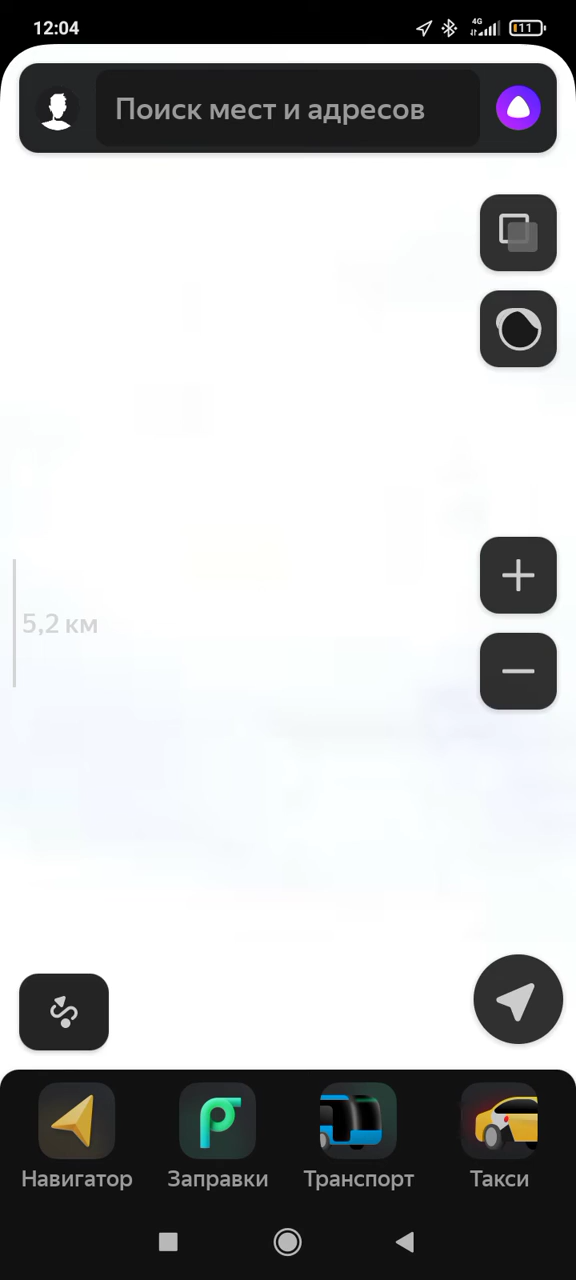 12:04
4G
11
Поиск мест и адресов
5,2 км
Навигатор
Заправки
Транспорт
Такси